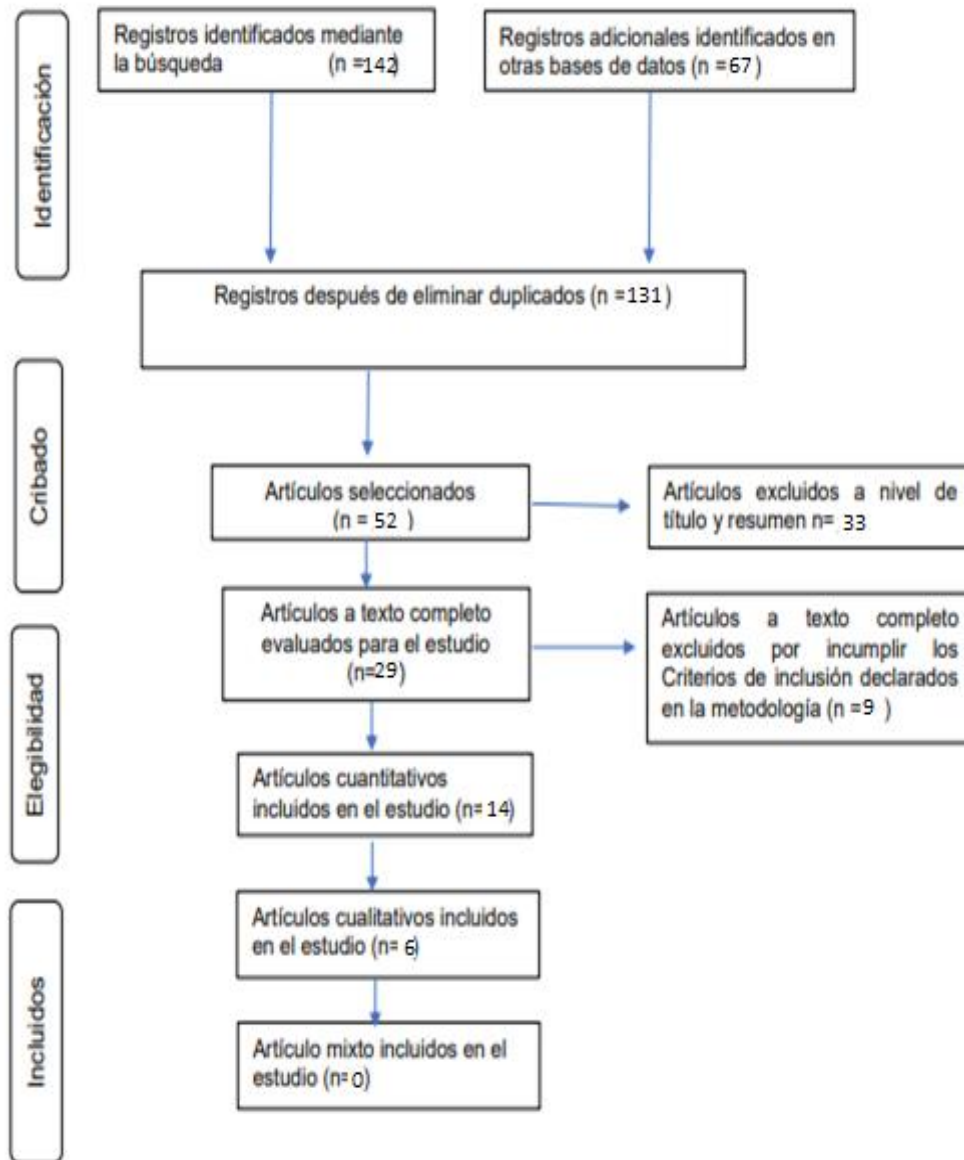 Identificación
Registros identificados mediante
la búsqueda (n =142)
Registros adicionales identificados en
otras bases de datos (n =67)
Registros después de eliminar duplicados (n =131)
Cribado
Artículos seleccionados
(n = 52 )
Artículos excluidos a nivel de
título y resumen n= 33
Elegibilidad
Artículos a texto completo
evaluados para el estudio
(n=29)
Artículos a texto completo
excluidos por incumplir los
Criterios de inclusión declarados
en la metodología (n =9 )
Artículos cuantitativos
incluidos en el estudio (n= 14)
Incluidos
Artículos cualitativos incluidos
en el estudio (n= 6)
Artículo mixto incluidos en el
estudio (n=0)